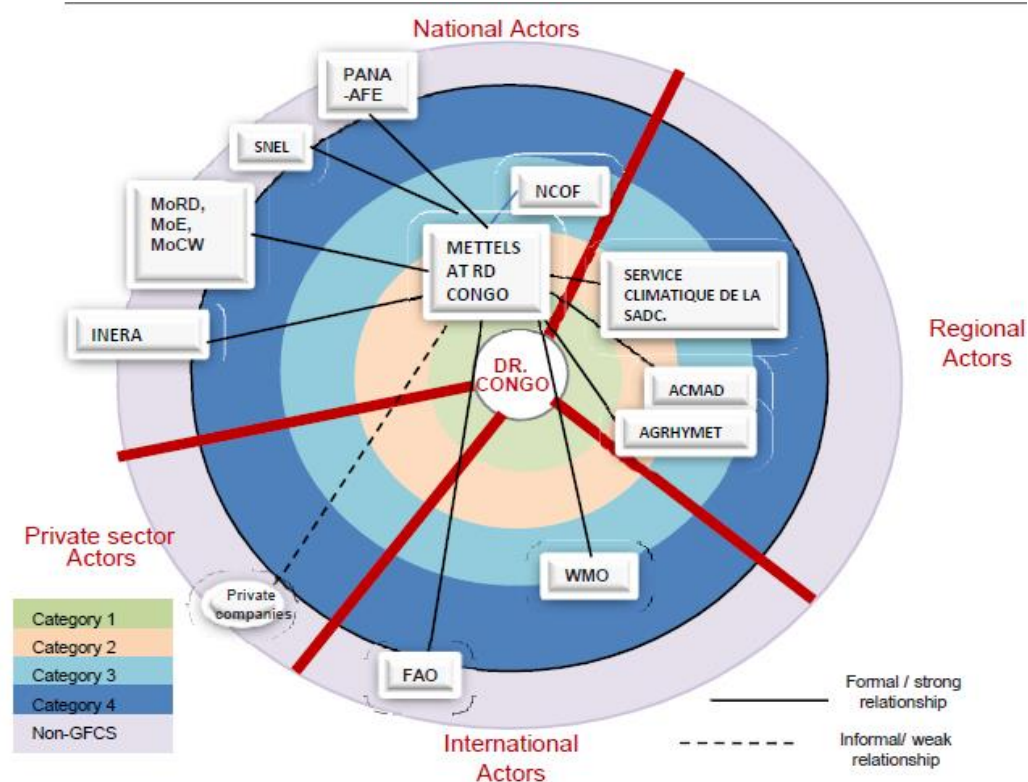 National Actors
PANA
-AFE
SNEL
NCOF
MoRD,
MoE,
MoCW
METTELS
AT RD
CONGO
SERVICE
CLIMATIQUE DE LA
SADC.
INERA
Regional
Actors
DR.
CONGO
ACMAD
AGRHYMET
Private sector
Actors
WMO
Private
companies
FAO
Category 1
Category 2
Category 3
Category 4
Non-GFCS
International
Actors
Formal / strong
relationship
Informal/ weak
relationship